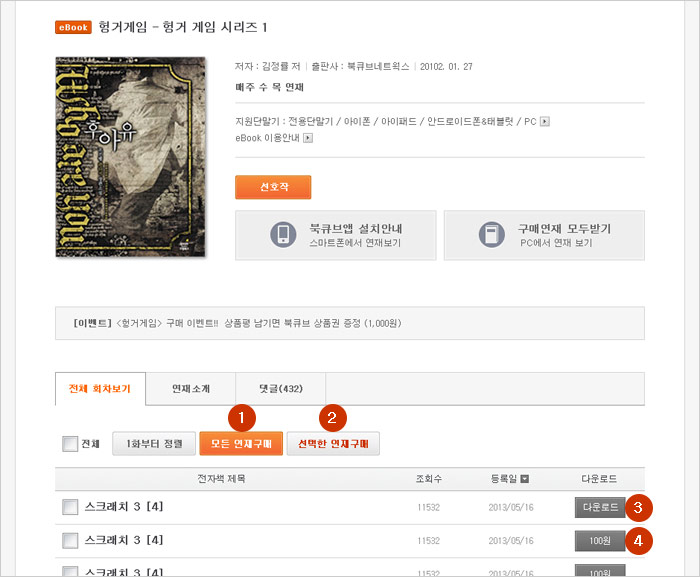 eBook 헝거게임 - 헝거 게임 시리즈 1
Who are you
후아유
저자 : 김정률 저 | 출판사 : 북큐브네트웍스 | 20102. 01. 27
매주 수 목 연재
지원단말기 : 전용단말기 / 아이폰 / 아이패드 / 안드로이드폰&태블릿 / PC
eBook 이용안내
선호작
북큐브앱 설치안내
스마트폰에서 연재보기
구매연재 모두받기
PC에서 연재 보기
[이벤트] <헝거게임> 구매 이벤트!! 상품평 남기면 북큐브 상품권 증정 (1,000원)
전체 회차보기 연재소개 댓글(432)
1 2
전체 1화부터 정렬 모든 연재구매 선택한 연재구매
전자책 제목 조회수 등록일 다운로드
스크래치 3 [4] 11532 2013/05/16 다운로드 3
스크래치 3 [4] 11532 2013/05/16 100원 4
스크래치 3 [4] 11532 2013/05/16 100원